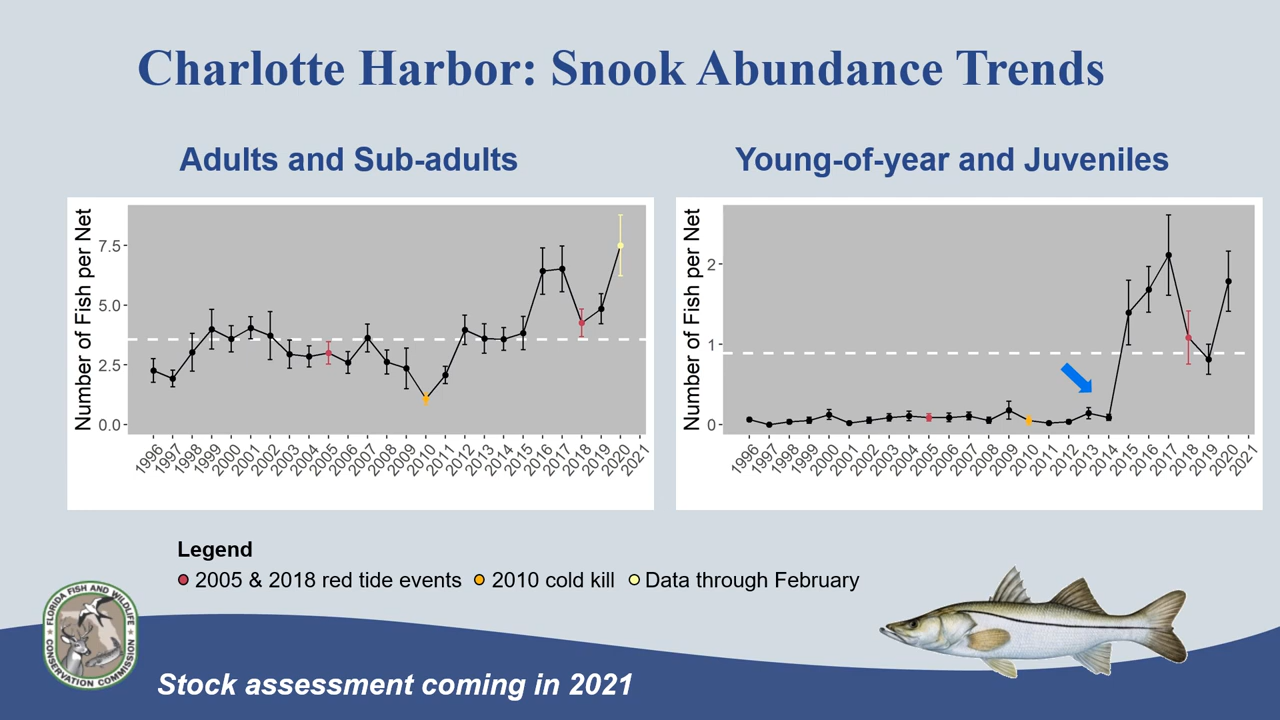 Charlotte Harbor: Snook Abundance Trends
Adults and Sub-adults
Young-of-year and Juveniles
Number of Fish per Net
7.5
5.0
2.5
0.0
1996 1997 1998 1999 2000 2001 2002 2003 2004 2005 2006 2007 2008 2009 2010 2011 2012 2013 2014 2015 2016 2017 2018 2019 2020 2021
Number of Fish per Net
2
1
0
1996 1997 1998 1999 2000 2001 2002 2003 2004 2005 2006 2007 2008 2009 2010 2011 2012 2013 2014 2015 2016 2017 2018 2019 2020 2021
Legend
2005 & 2018 red tide events 2010 cold kill Data through February
FLORIDA FISH AND WILDLIFE
CONSERVATION COMMISSION
Stock assessment coming in 2021